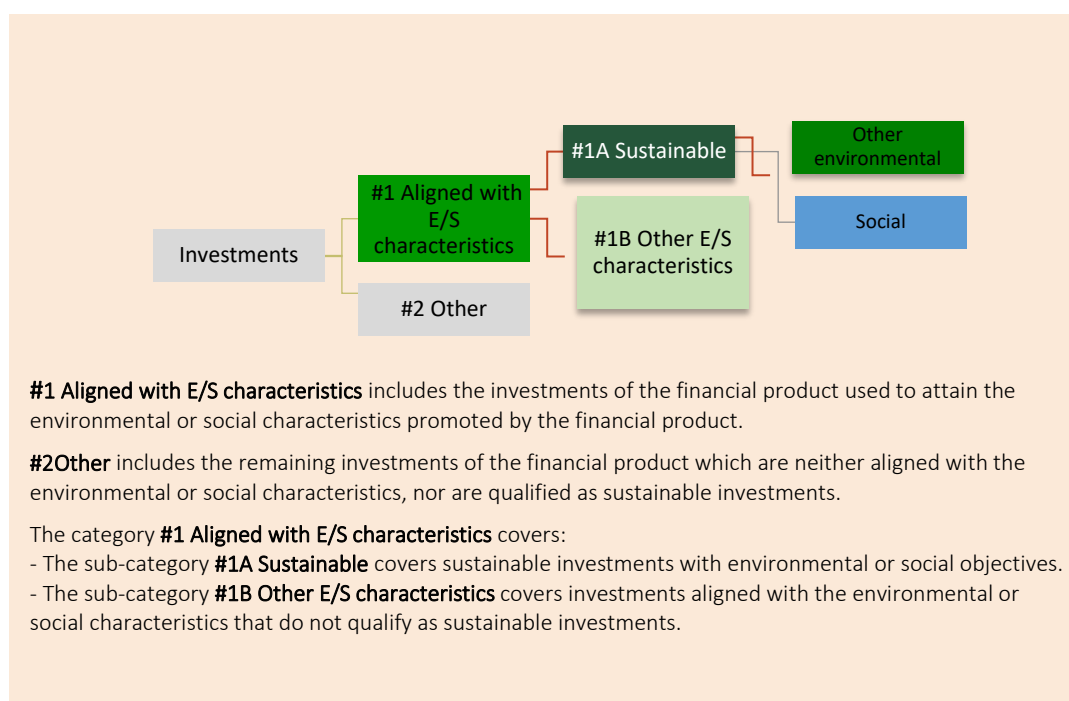 Other
environmental
#1A Sustainable
#1 Aligned with
E/S
characteristics
Social
#1B Other E/S
characteristics
Investments
#2 Other
#1 Aligned with E/S characteristics includes the investments of the financial product used to attain the
environmental or social characteristics promoted by the financial product.
#2Other includes the remaining investments of the financial product which are neither aligned with the
environmental or social characteristics, nor are qualified as sustainable investments.
The category #1 Aligned with E/S characteristics covers:
- The sub-category #1A Sustainable covers sustainable investments with environmental or social objectives.
- The sub-category #1B Other E/S characteristics covers investments aligned with the environmental or
social characteristics that do not qualify as sustainable investments.